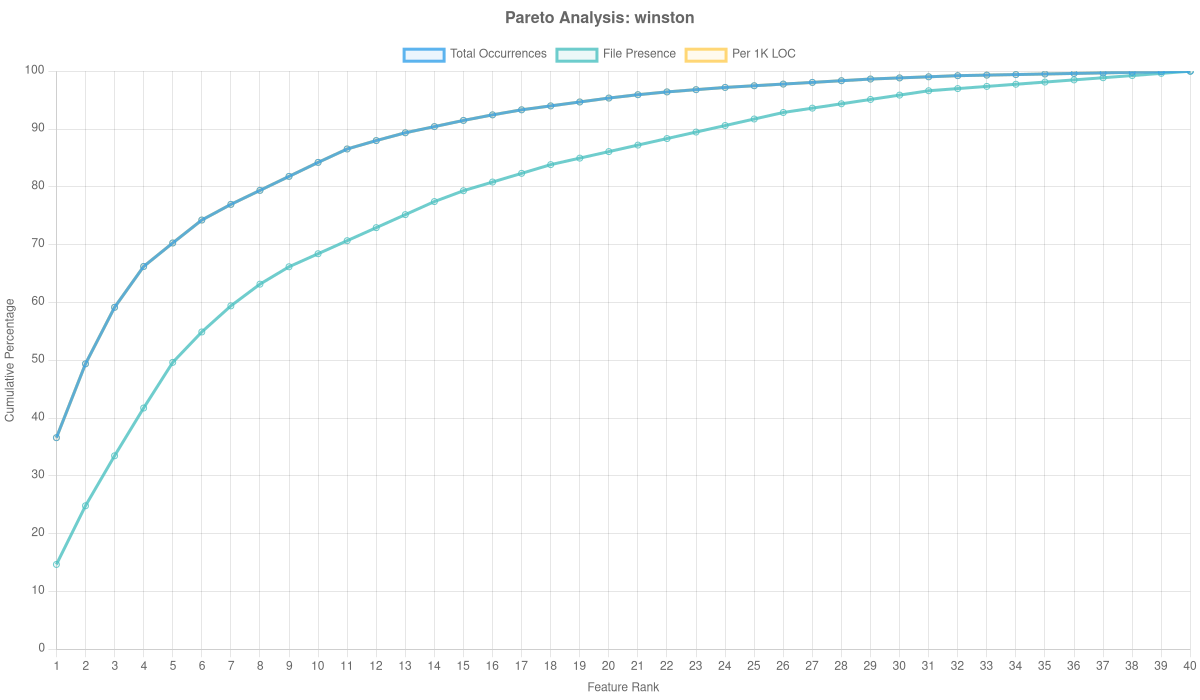 Pareto Analysis: winston
Total Occurrences File Presence Per 1K LOC
100
90
80
70
60
50
40
30
20
10
0
Cumulative Percentage
1 2 3 4 5 6 7 8 9 10 11 12 13 14 15 16 17 18 19 20 21 22 23 24 25 26 27 28 29 30 31 32 33 34 35 36 37 38 39 40
Feature Rank